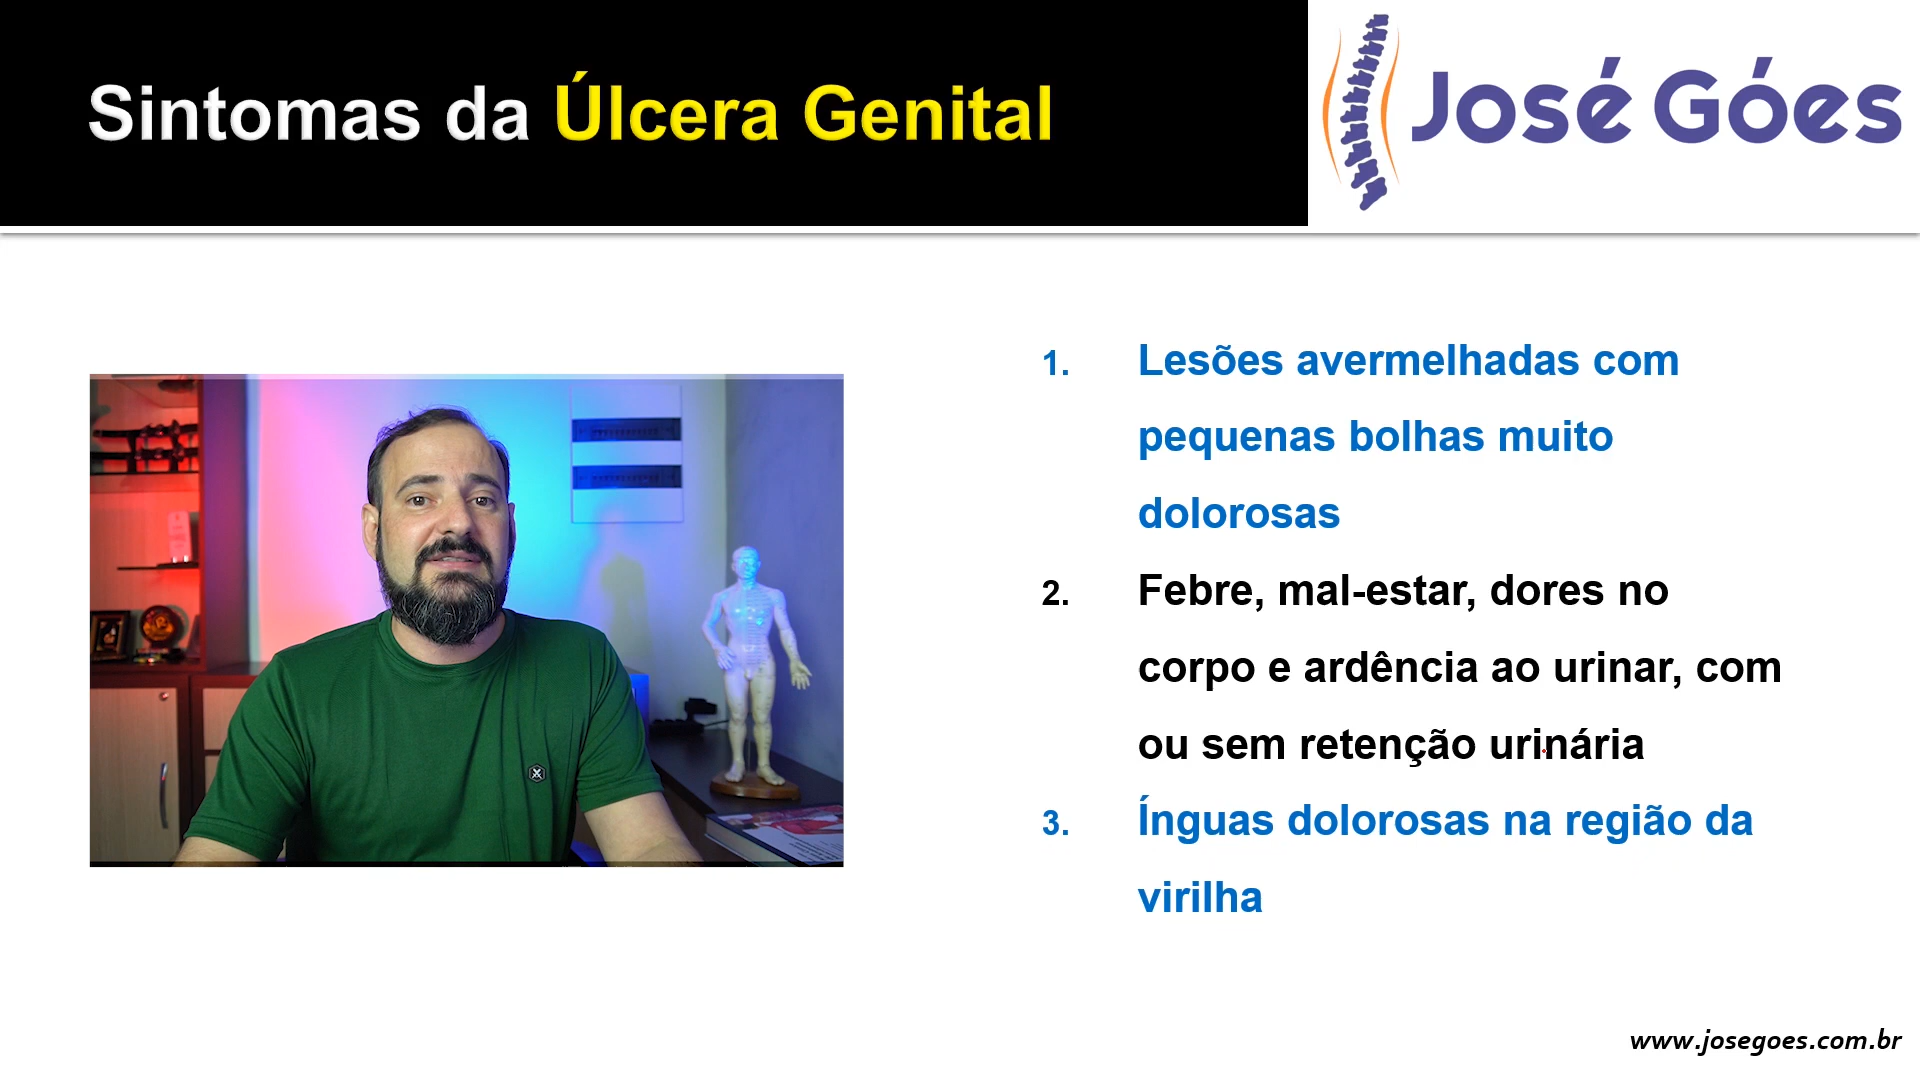 Sintomas da Úlcera Genital
José Góes
1. Lesões avermelhadas com
pequenas bolhas muito
dolorosas
2. Febre, mal-estar, dores no
corpo e ardência ao urinar, com
ou sem retenção urinária
3. Ínguas dolorosas na região da
virilha
www.josegoes.com.br